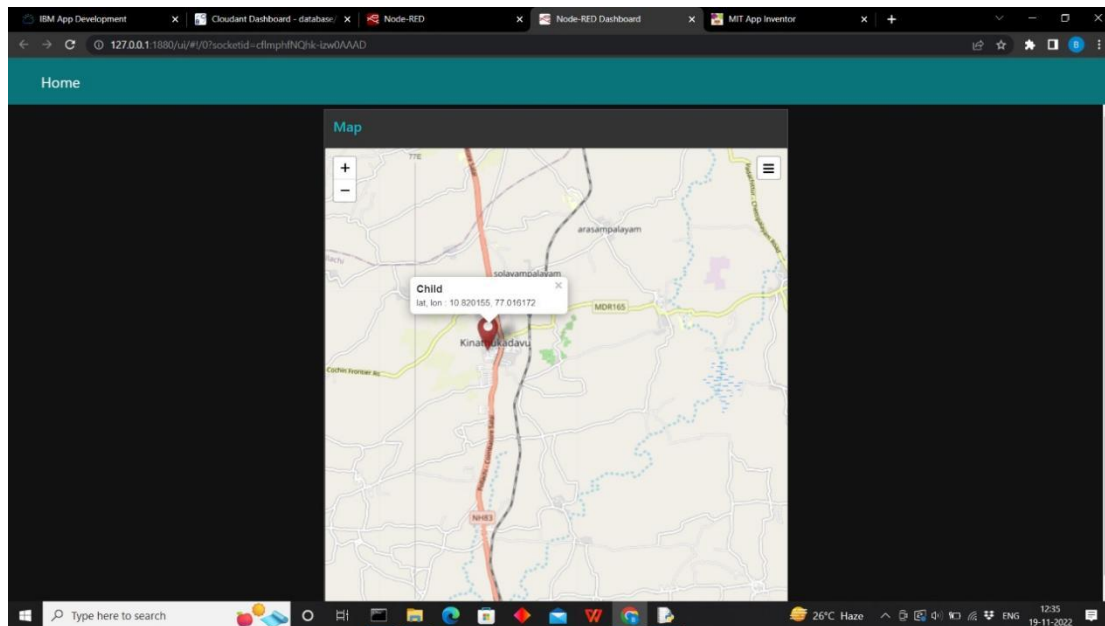 IBM App Development
Cloudant Dashboard - database/
Node-RED
Node-RED Dashboard
MIT App Inventor
127.0.0.1:1880/ui/#!/0?socketid=cflmphfNQhk-izw0AAAD
B
Home
Map
+
−
77E
arasampalayam
solavampalayam
Child
lat, lon : 10.820155, 77.016172
MDR165
Cochin Frontier Rd
NH83
Type here to search
26°C Haze
ENG
12:35
19-11-2022